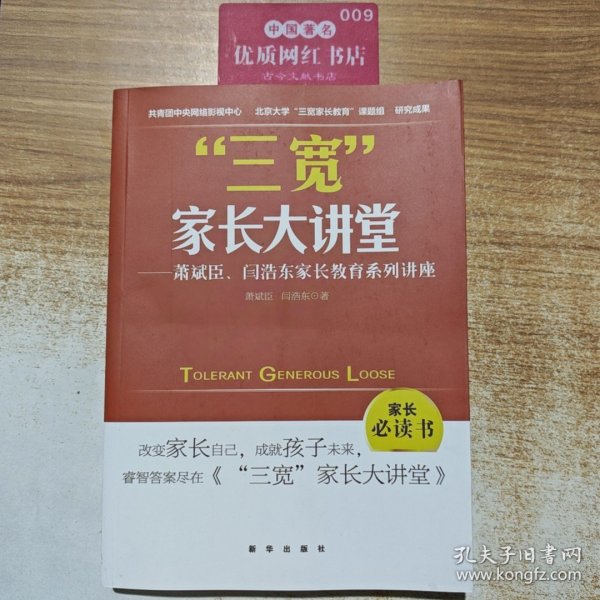 009
中国著名
优质网红书店
古今文献书店
共青团中央网络影视中心 北京大学“三宽家长教育”课题组 研究成果
“三宽”
家长大讲堂
——萧斌臣、闫浩东家长教育系列讲座
萧斌臣 闫浩东◎著
TOLERANT GENEROUS LOOSE
家长
必读书
改变家长自己，成就孩子未来，
睿智答案尽在《“三宽”家长大讲堂》
新华出版社
孔夫子旧书网
www.kongfz.com